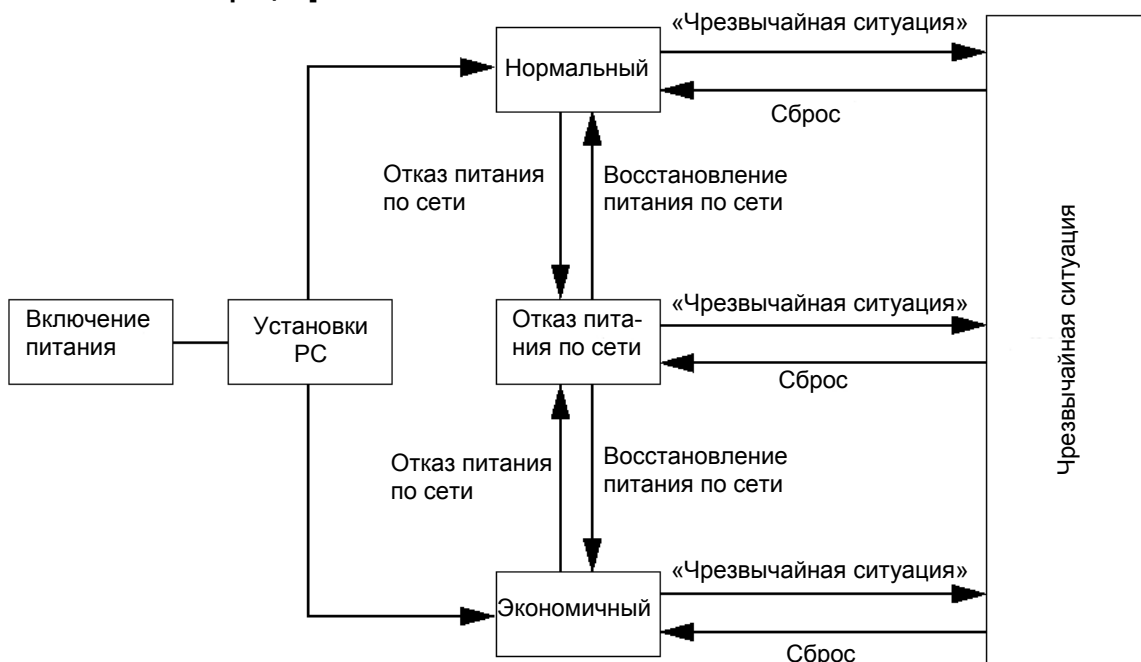 «Чрезвычайная ситуация»
Нормальный
Сброс
Отказ питания
по сети
Восстановление
питания по сети
Чрезвычайная ситуация
Включение
питания
Установки
PC
Отказ пита-
ния по сети
«Чрезвычайная ситуация»
Сброс
Отказ питания
по сети
Восстановление
питания по сети
«Чрезвычайная ситуация»
Экономичный
Сброс